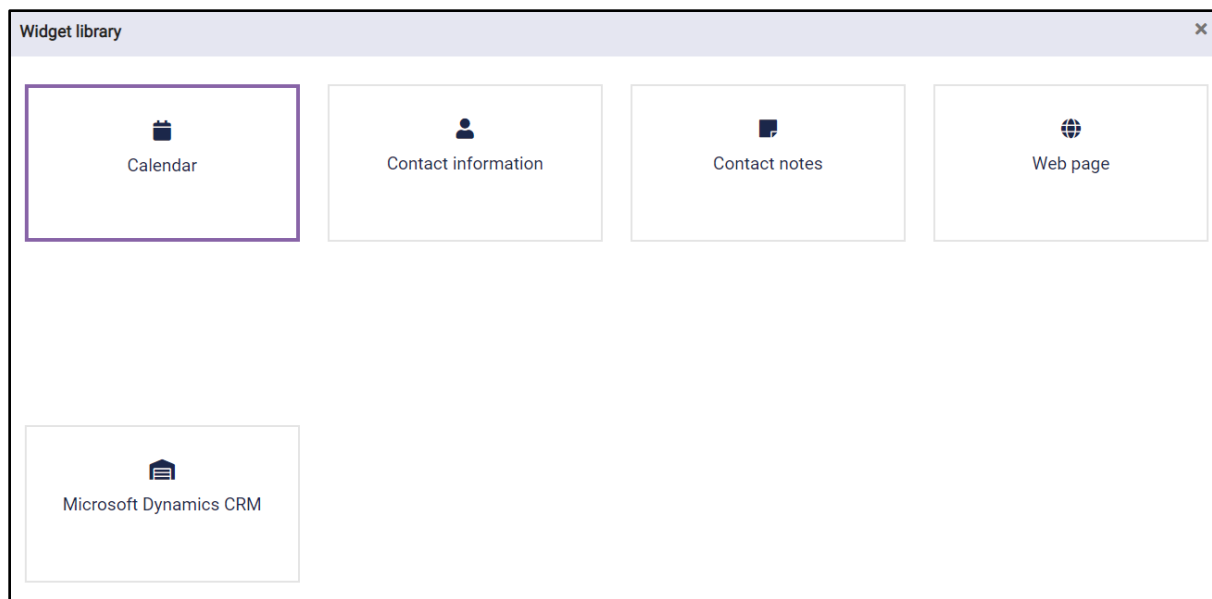 Widget library
Calendar
Contact information
Contact notes
Web page
Microsoft Dynamics CRM